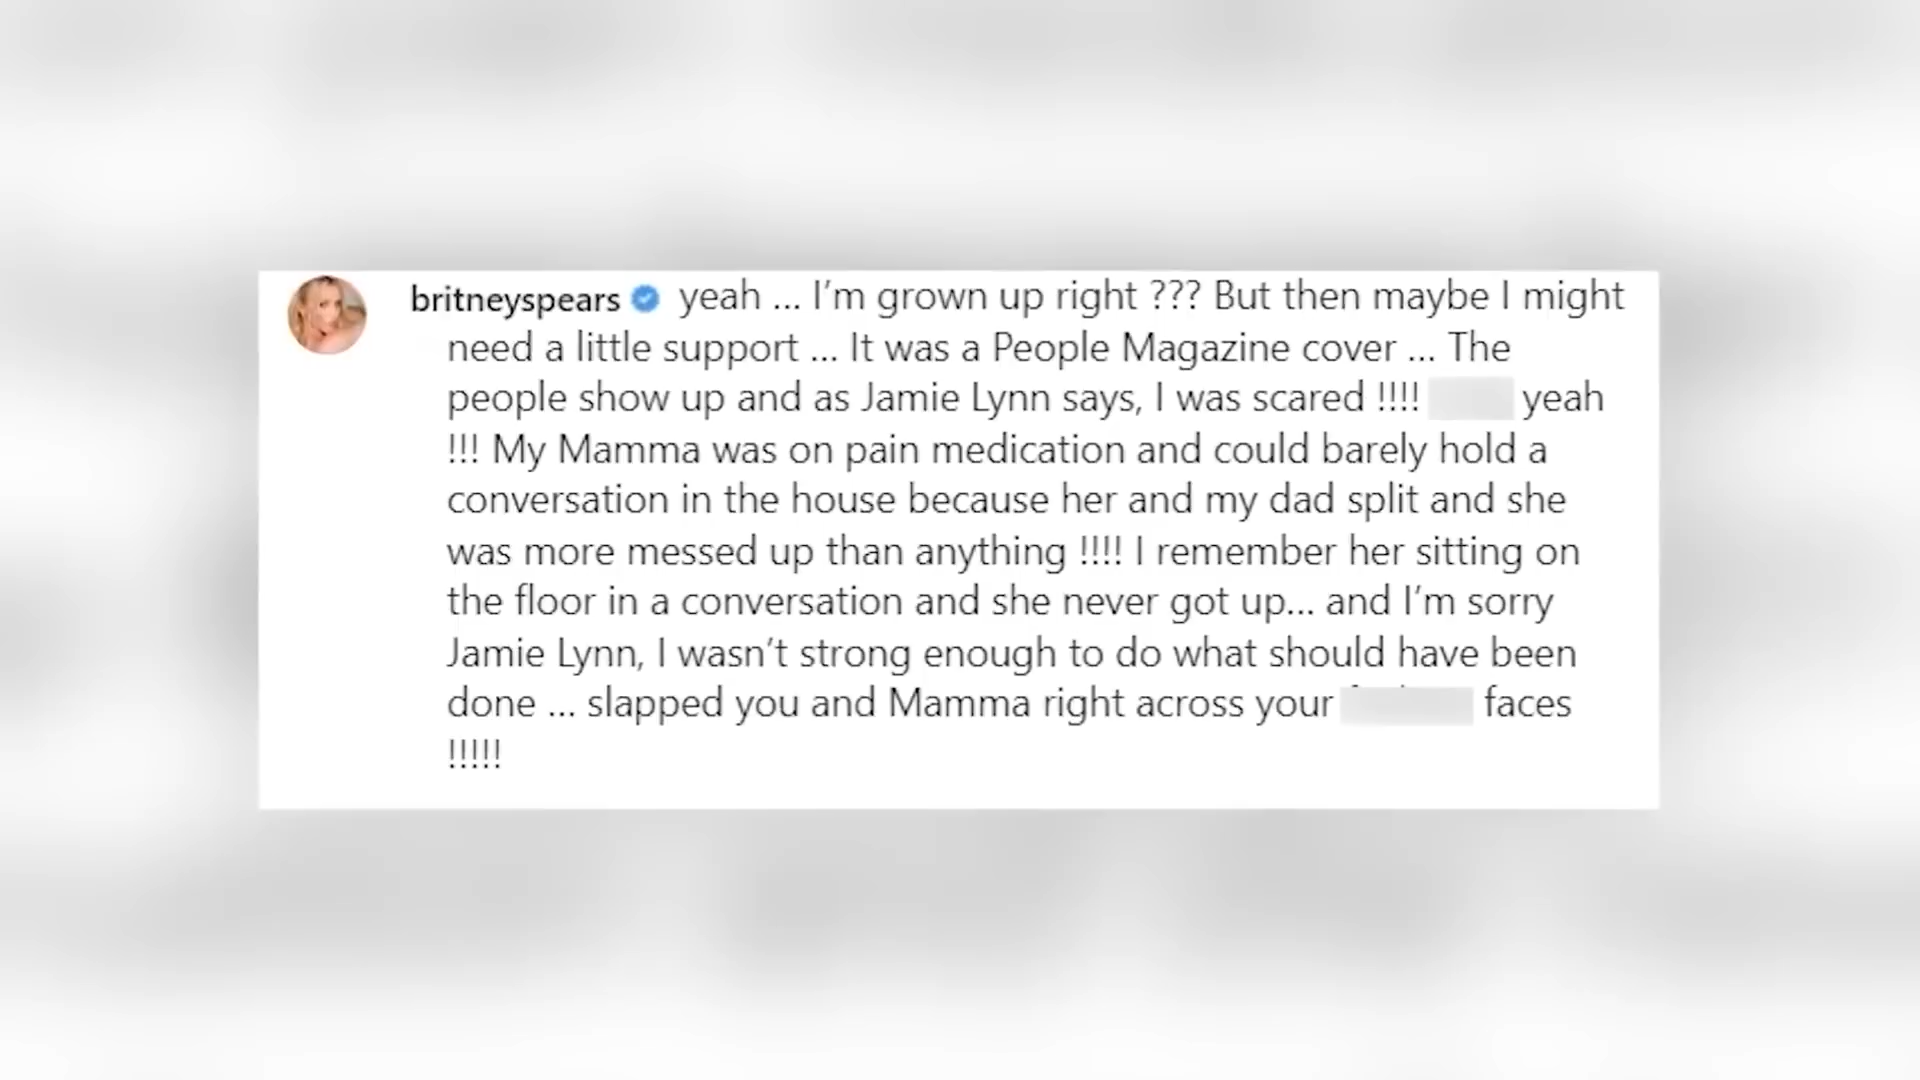 britneyspears yeah ... I'm grown up right ??? But then maybe I might
need a little support ... It was a People Magazine cover ... The
people show up and as Jamie Lynn says, I was scared !!!! yeah
!!! My Mamma was on pain medication and could barely hold a
conversation in the house because her and my dad split and she
was more messed up than anything !!!! I remember her sitting on
the floor in a conversation and she never got up... and I'm sorry
Jamie Lynn, I wasn't strong enough to do what should have been
done ... slapped you and Mamma right across your faces
!!!!!